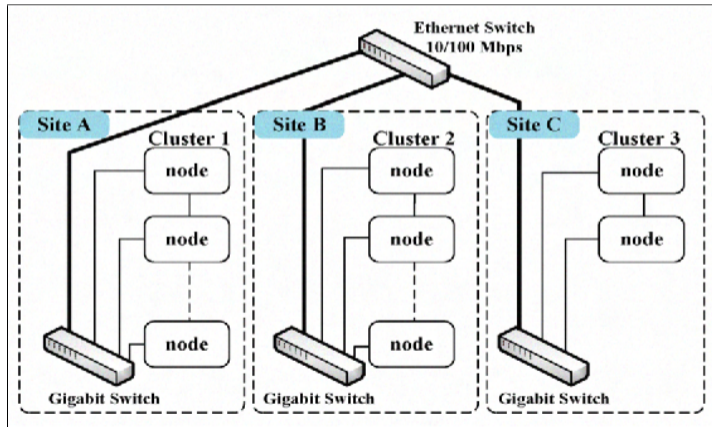 Ethernet Switch
10/100 Mbps
Site A
Cluster 1
node
node
node
Gigabit Switch
Site B
Cluster 2
node
node
node
Gigabit Switch
Site C
Cluster 3
node
node
Gigabit Switch